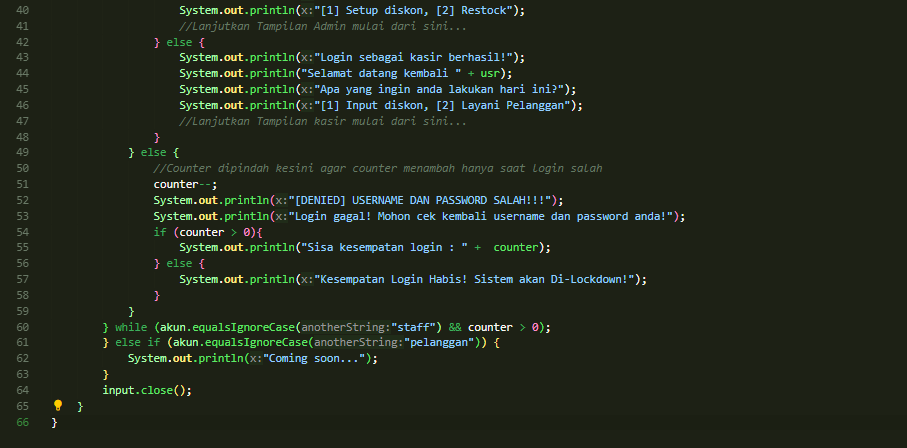 40 System.out.println(x:"[1] Setup diskon, [2] Restock");
41 //Lanjutkan Tampilan Admin mulai dari sini...
42 } else {
43 System.out.println(x:"Login sebagai kasir berhasil!");
44 System.out.println("Selamat datang kembali " + usr);
45 System.out.println(x:"Apa yang ingin anda lakukan hari ini?");
46 System.out.println(x:"[1] Input diskon, [2] Layani Pelanggan");
47 //Lanjutkan Tampilan kasir mulai dari sini...
48 }
49 } else {
50 //Counter dipindah kesini agar counter menambah hanya saat login salah
51 counter--;
52 System.out.println(x:"[DENIED] USERNAME DAN PASSWORD SALAH!!!");
53 System.out.println(x:"Login gagal! Mohon cek kembali username dan password anda!");
54 if (counter > 0){
55 System.out.println("Sisa kesempatan login : " +  counter);
56 } else {
57 System.out.println(x:"Kesempatan Login Habis! Sistem akan Di-Lockdown!");
58 }
59 }
60 } while (akun.equalsIgnoreCase(anotherString:"staff") && counter > 0);
61 } else if (akun.equalsIgnoreCase(anotherString:"pelanggan")) {
62 System.out.println(x:"Coming soon...");
63 }
64 input.close();
65 }
66 }